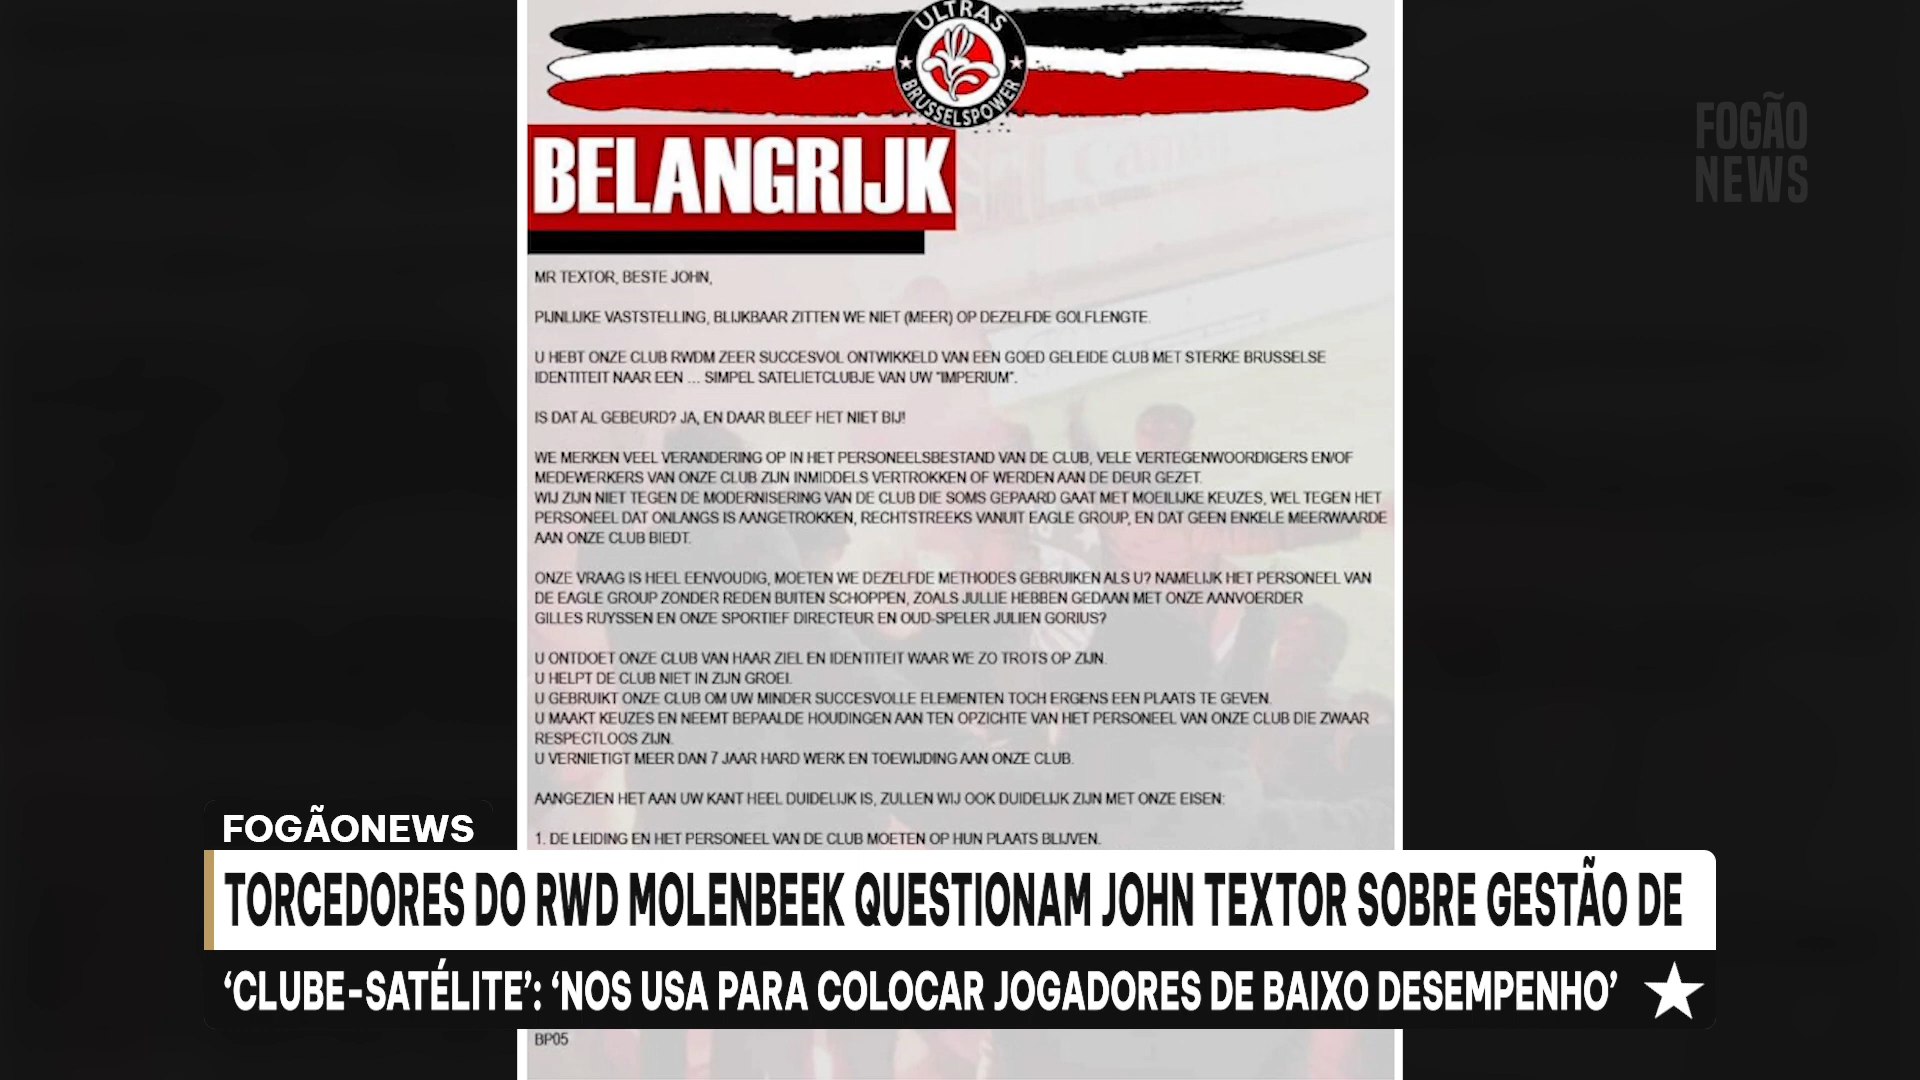 ULTRAS
BRUSSELSPOWER
FOGÃO
NEWS
BELANGRIJK
MR TEXTOR, BESTE JOHN,
PIJNLIJKE VASTSTELLING, BLIJKBAAR ZITTEN WE NIET (MEER) OP DEZELFDE GOLFLENGTE.
U HEBT ONZE CLUB RWDM ZEER SUCCESVOL ONTWIKKELD VAN EEN GOED GELEIDE CLUB MET STERKE BRUSSELSE
IDENTITEIT NAAR EEN ... SIMPEL SATELIETCLUBJE VAN UW "IMPERIUM".
IS DAT AL GEBEURD? JA, EN DAAR BLEEF HET NIET BIJ!
WE MERKEN VEEL VERANDERING OP IN HET PERSONEELSBESTAND VAN DE CLUB, VELE VERTEGENWOORDIGERS EN/OF
MEDEWERKERS VAN ONZE CLUB ZIJN INMIDDELS VERTROKKEN OF WERDEN AAN DE DEUR GEZET.
WIJ ZIJN NIET TEGEN DE MODERNISERING VAN DE CLUB DIE SOMS GEPAARD GAAT MET MOEILIJKE KEUZES, WEL TEGEN HET
PERSONEEL DAT ONLANGS IS AANGETROKKEN, RECHTSTREEKS VANUIT EAGLE GROUP, EN DAT GEEN ENKELE MEERWAARDE
AAN ONZE CLUB BIEDT.
ONZE VRAAG IS HEEL EENVOUDIG, MOETEN WE DEZELFDE METHODES GEBRUIKEN ALS U? NAMELIJK HET PERSONEEL VAN
DE EAGLE GROUP ZONDER REDEN BUITEN SCHOPPEN, ZOALS JULLIE HEBBEN GEDAAN MET ONZE AANVOERDER
GILLES RUYSSEN EN ONZE SPORTIEF DIRECTEUR EN OUD-SPELER JULIEN GORIUS?
U ONTDOET ONZE CLUB VAN HAAR ZIEL EN IDENTITEIT WAAR WE ZO TROTS OP ZIJN.
U HELPT DE CLUB NIET IN ZIJN GROEI.
U GEBRUIKT ONZE CLUB OM UW MINDER SUCCESVOLLE ELEMENTEN TOCH ERGENS EEN PLAATS TE GEVEN.
U MAAKT KEUZES EN NEEMT BEPAALDE HOUDINGEN AAN TEN OPZICHTE VAN HET PERSONEEL VAN ONZE CLUB DIE ZWAAR
RESPECTLOOS ZIJN.
U VERNIETIGT MEER DAN 7 JAAR HARD WERK EN TOEWIJDING AAN ONZE CLUB.
AANGEZIEN HET AAN UW KANT HEEL DUIDELIJK IS, ZULLEN WIJ OOK DUIDELIJK ZIJN MET ONZE EISEN:
1. DE LEIDING EN HET PERSONEEL VAN DE CLUB MOETEN OP HUN PLAATS BLIJVEN.
FOGÃONEWS
TORCEDORES DO RWD MOLENBEEK QUESTIONAM JOHN TEXTOR SOBRE GESTÃO DE
‘CLUBE-SATÉLITE’: ‘NOS USA PARA COLOCAR JOGADORES DE BAIXO DESEMPENHO’
BP05